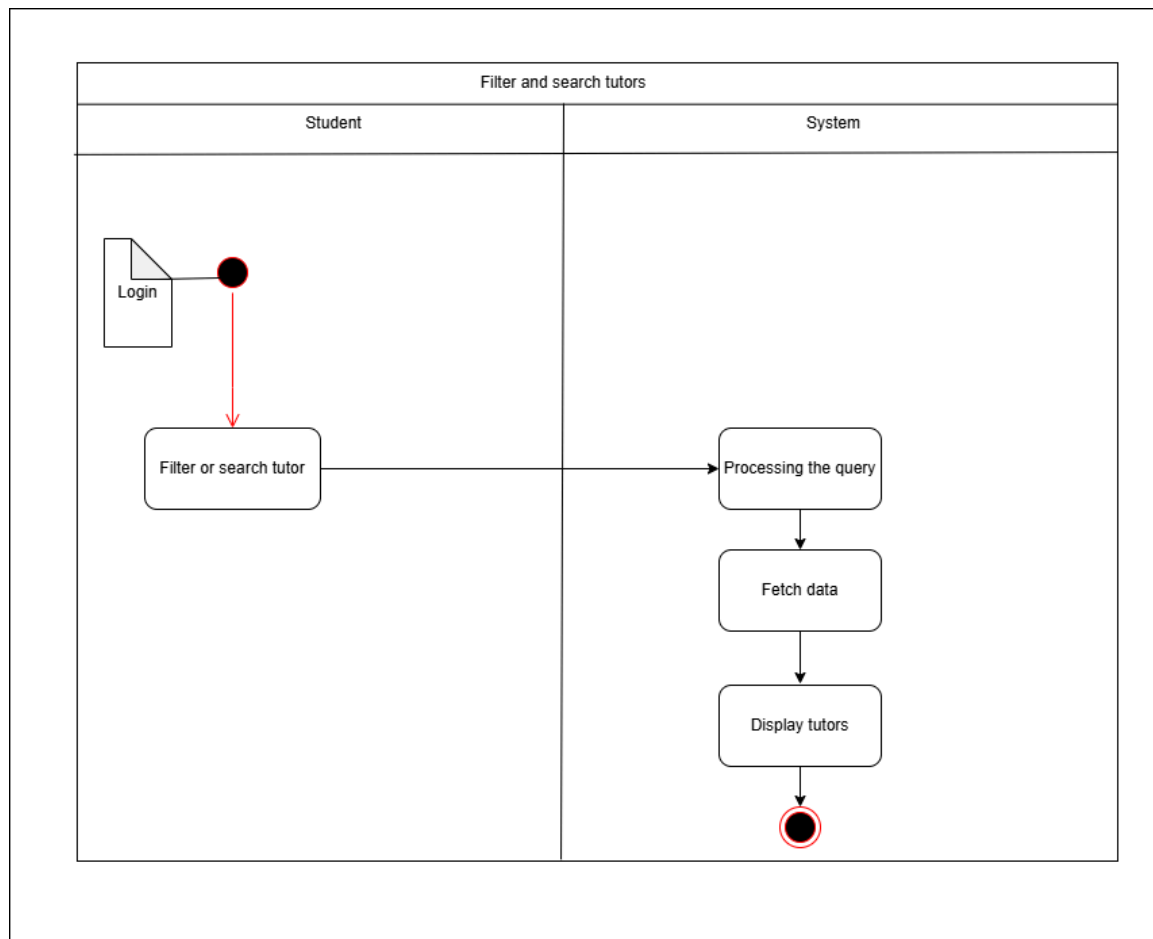 Filter and search tutors
Student
System
Login
Filter or search tutor
Processing the query
Fetch data
Display tutors